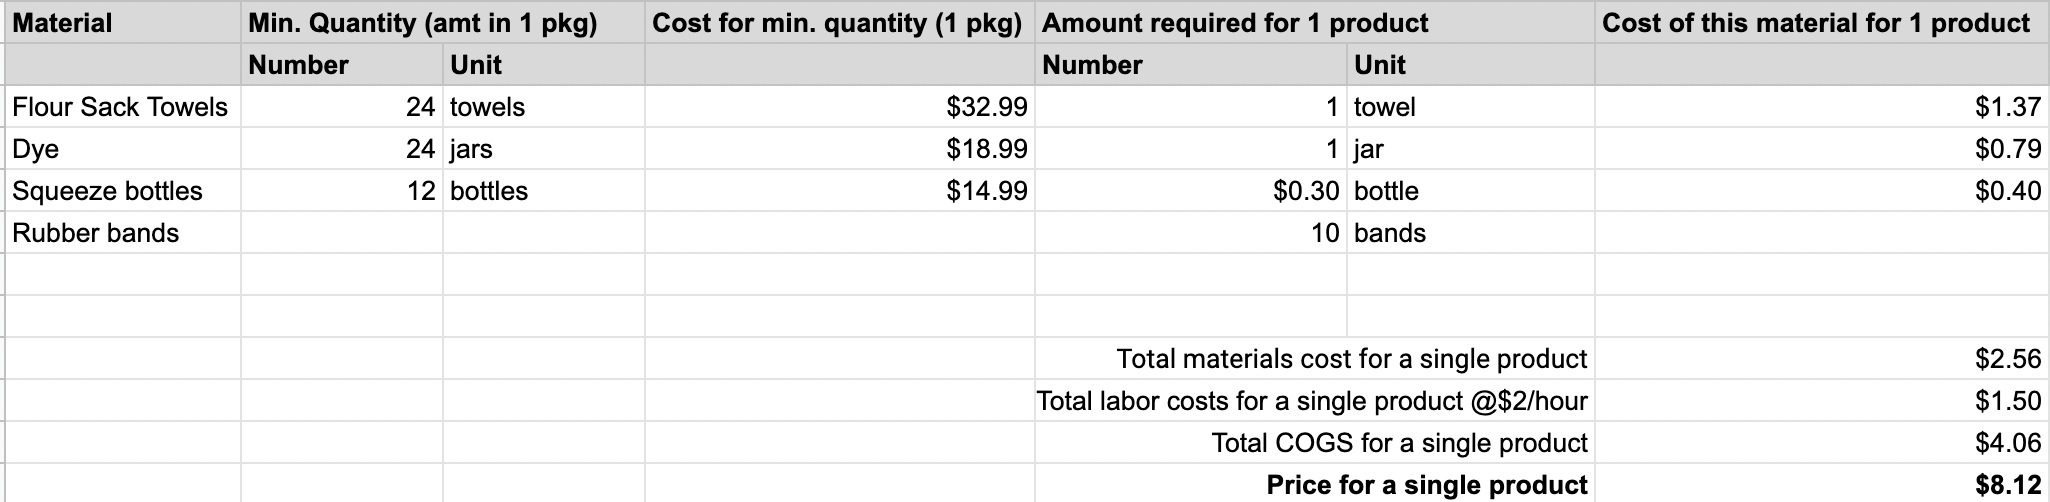 Material Min. Quantity (amt in 1 pkg) Cost for min. quantity (1 pkg) Amount required for 1 product Cost of this material for 1 product
Number Unit Number Unit
Flour Sack Towels 24 towels $32.99 1 towel $1.37
Dye 24 jars $18.99 1 jar $0.79
Squeeze bottles 12 bottles $14.99 $0.30 bottle $0.40
Rubber bands 10 bands
Total materials cost for a single product $2.56
Total labor costs for a single product @$2/hour $1.50
Total COGS for a single product $4.06
Price for a single product $8.12